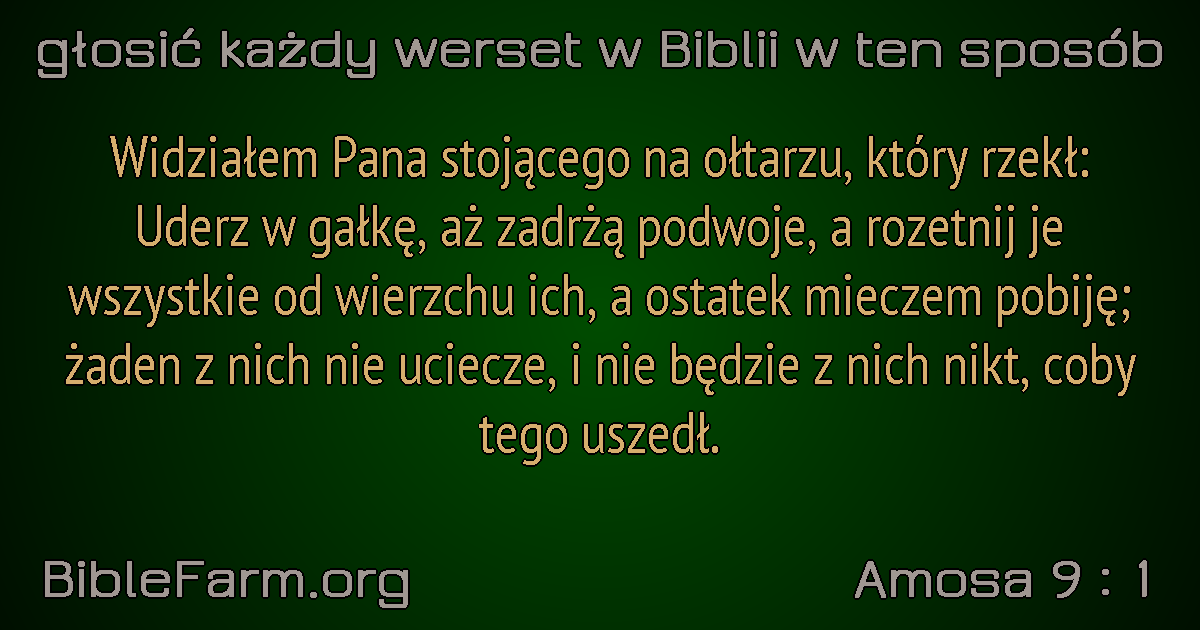 głosić każdy werset w Biblii w ten sposób
Widziałem Pana stojącego na ołtarzu, który rzekł:
Uderz w gałkę, aż zadrżą podwoje, a rozetnij je
wszystkie od wierzchu ich, a ostatek mieczem pobiję;
żaden z nich nie uciecze, i nie będzie z nich nikt, coby
tego uszedł.
BibleFarm.org
Amosa 9 : 1